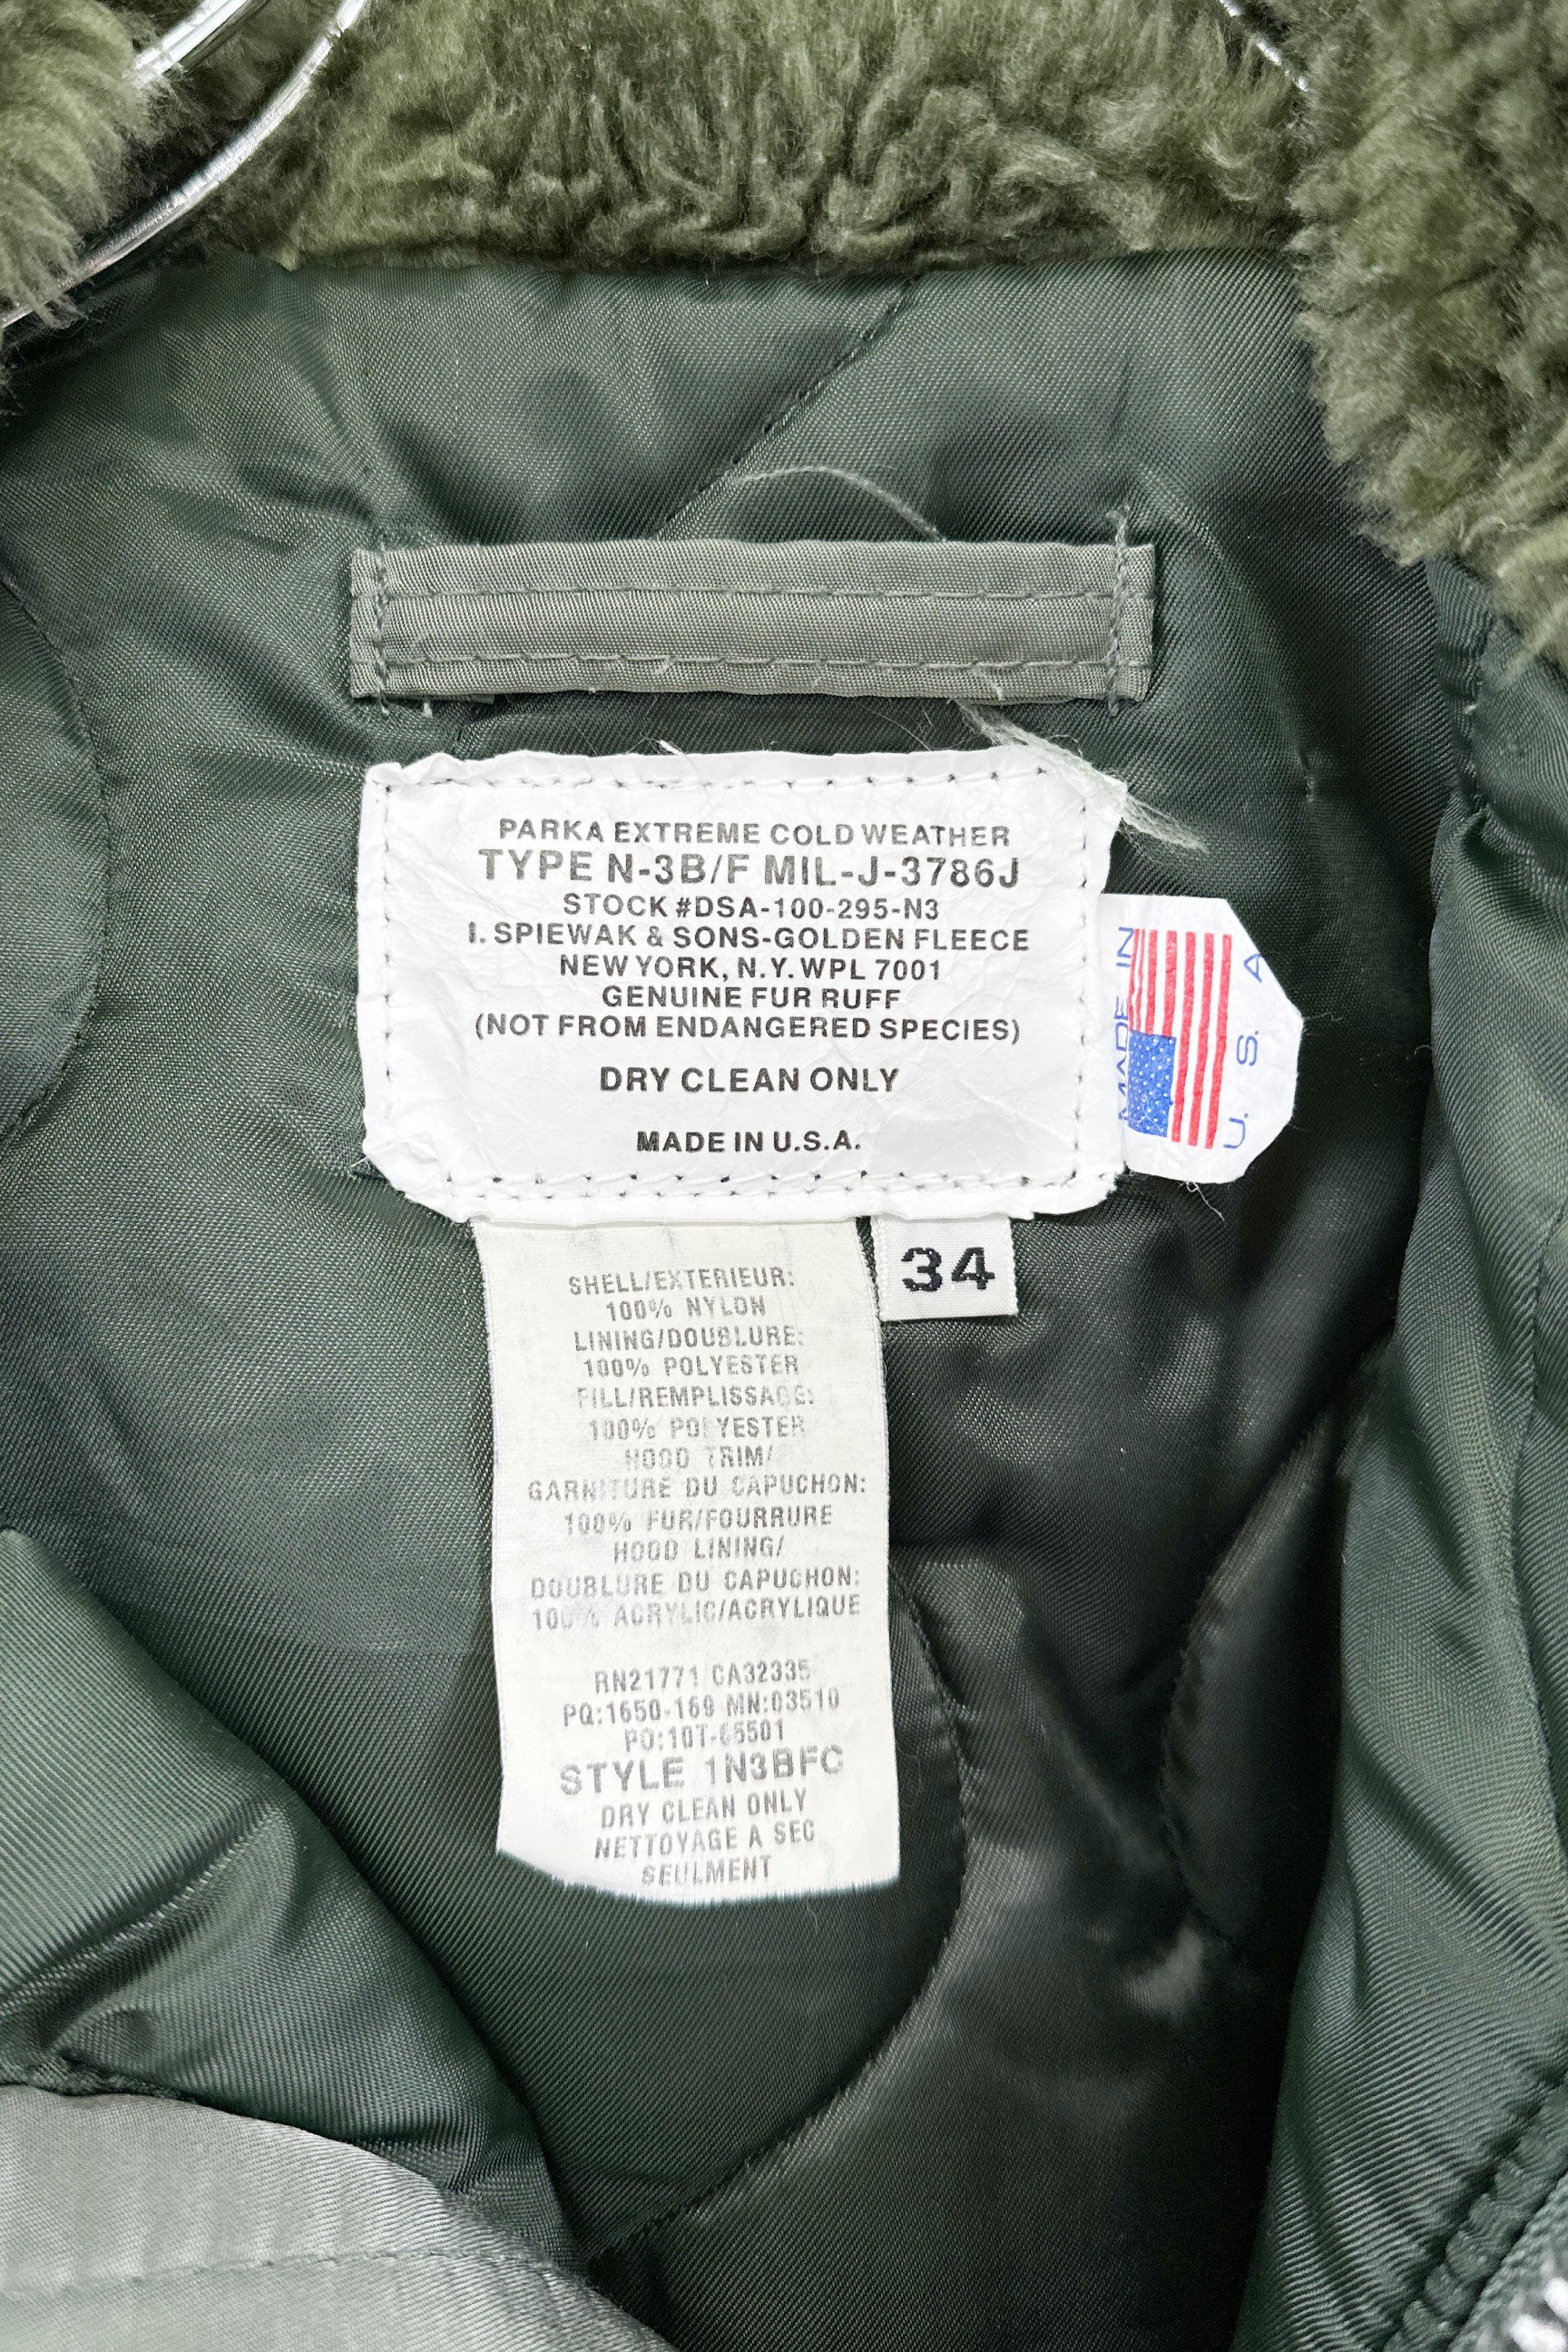 PARKA EXTREME COLD WEATHER
TYPE N-3B/F MIL-J-3786J
STOCK #DSA-100-295-N3
I. SPIEWAK & SONS-GOLDEN FLEECE
NEW YORK, N.Y. WPL 7001
GENUINE FUR RUFF
(NOT FROM ENDANGERED SPECIES)
DRY CLEAN ONLY
MADE IN U.S.A.
MADE IN
U. S. A
34
SHELL/EXTERIEUR:
100% NYLON
LINING/DOUBLURE:
100% POLYESTER
FILL/REMPLISSAGE:
100% POLYESTER
HOOD TRIM/
GARNITURE DU CAPUCHON:
100% FUR/FOURRURE
HOOD LINING/
DOUBLURE DU CAPUCHON:
100% ACRYLIC/ACRYLIQUE
RN21771 CA32335
PQ:1650-169 MN:03510
PO:10T-65501
STYLE 1N3BFC
DRY CLEAN ONLY
NETTOYAGE A SEC
SEULMENT